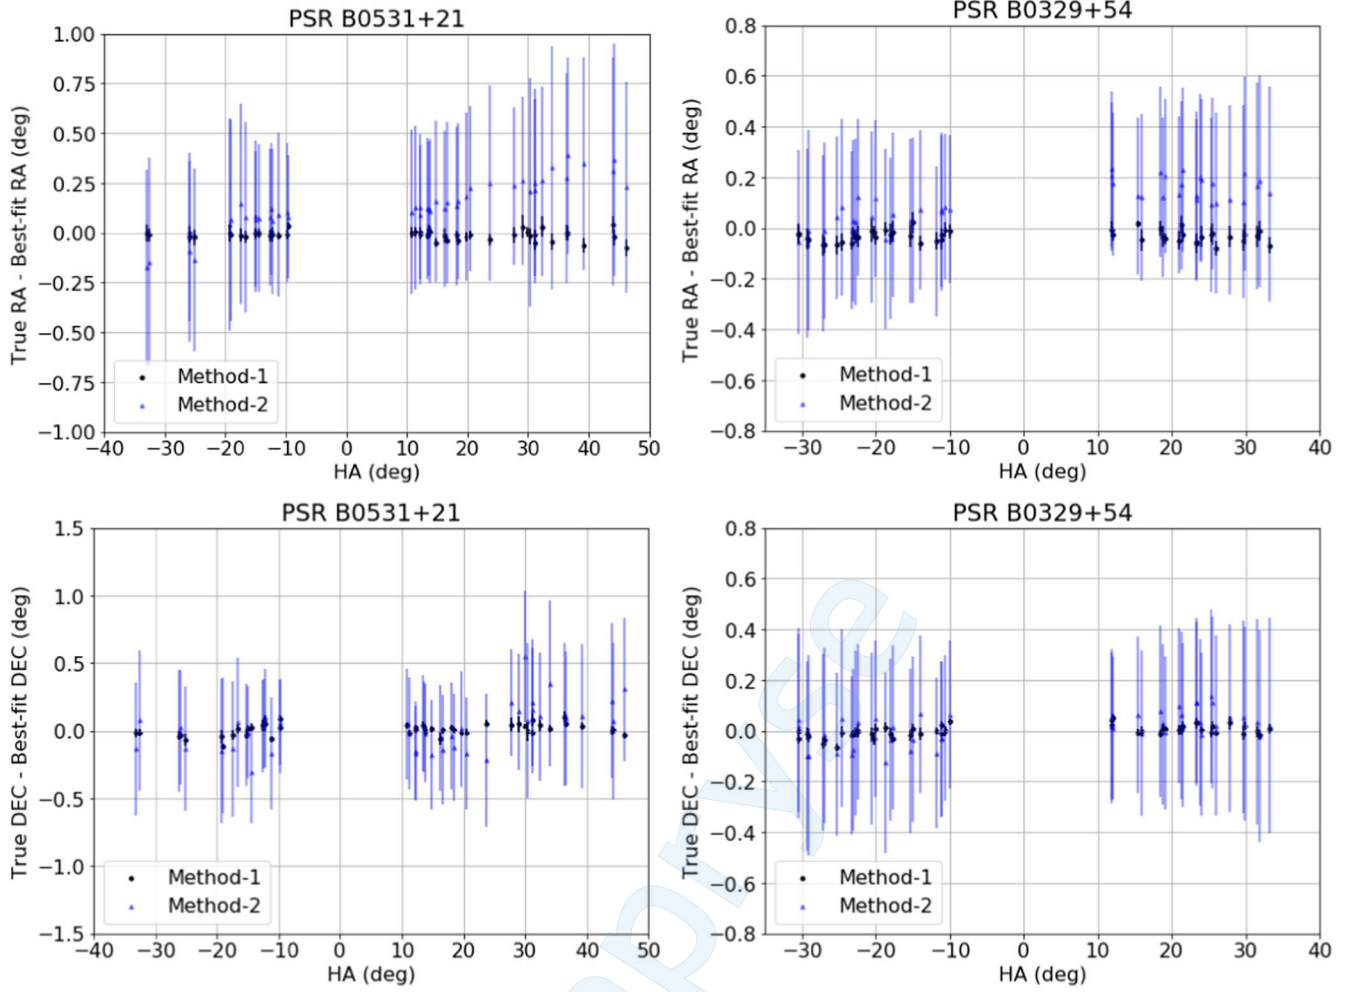 PSR B0531+21
True RA - Best-fit RA (deg)
1.00
0.75
0.50
0.25
0.00
−0.25
−0.50
−0.75
−1.00
Method-1
Method-2
−40 −30 −20 −10 0 10 20 30 40 50
HA (deg)
PSR B0329+54
True RA - Best-fit RA (deg)
0.8
0.6
0.4
0.2
0.0
−0.2
−0.4
−0.6
−0.8
Method-1
Method-2
−30 −20 −10 0 10 20 30 40
HA (deg)
PSR B0531+21
True DEC - Best-fit DEC (deg)
1.5
1.0
0.5
0.0
−0.5
−1.0
−1.5
Method-1
Method-2
−40 −30 −20 −10 0 10 20 30 40 50
HA (deg)
PSR B0329+54
True DEC - Best-fit DEC (deg)
0.8
0.6
0.4
0.2
0.0
−0.2
−0.4
−0.6
−0.8
Method-1
Method-2
−30 −20 −10 0 10 20 30 40
HA (deg)